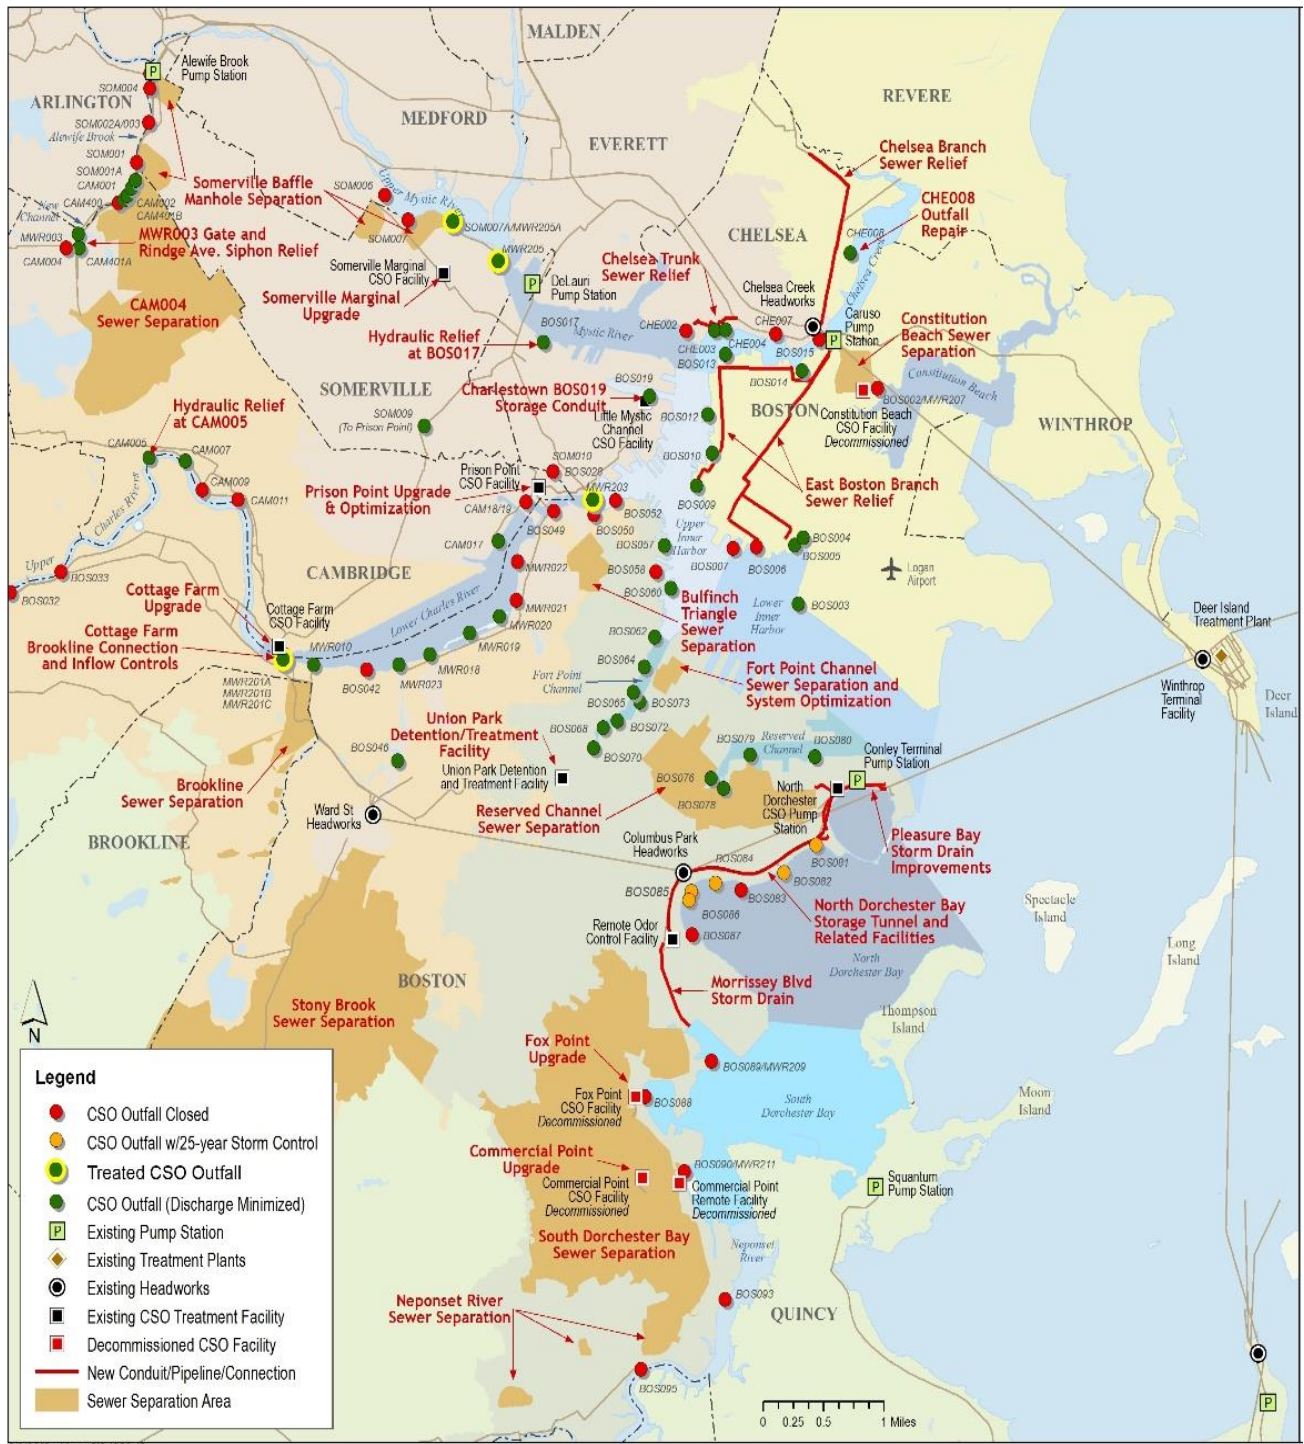 MALDEN
Alewife Brook
Pump Station
ARLINGTON
SOM004
REVERE
MEDFORD
SOM002A/003
Alewife Brook
EVERETT
Chelsea Branch
Sewer Relief
SOM001
SOM001A
CAM001
CAM400
CAM002
CAM401B
Somerville Baffle
Manhole Separation
SOM006
Upper Mystic River
CHE008
Outfall
Repair
New
Channel
MWR003
CAM004
CAM401A
MWR003 Gate and
Rindge Ave. Siphon Relief
SOM007
SOM007A/MWR205A
CHELSEA
CHE008
MWR205
Somerville Marginal
CSO Facility
Chelsea Trunk
Sewer Relief
Chelsea Creek
Chelsea Creek
Headworks
DeLauri
Pump Station
Somerville Marginal
Upgrade
CAM004
Sewer Separation
BOS017
Mystic River
CHE002
CHE007
Caruso
Pump
Station
Constitution
Beach Sewer
Separation
Hydraulic Relief
at BOS017
CHE003
CHE004
BOS013
BOS015
BOS014
Constitution
Beach
SOMERVILLE
BOS019
Charlestown BOS019
Storage Conduit
Little Mystic
Channel
CSO Facility
BOSTON
BOS002/MWR207
Constitution Beach
CSO Facility
Decommissioned
WINTHROP
Hydraulic Relief
at CAM005
SOM009
(To Prison Point)
BOS012
CAM005
CAM007
CAM009
CAM011
Charles Rivers
Upper
BOS010
SOM010
BOS028
MWR203
Prison Point
CSO Facility
Prison Point Upgrade
& Optimization
CAM18/19
BOS049
BOS050
BOS052
BOS009
East Boston Branch
Sewer Relief
Upper
Inner
Harbor
CAM017
BOS057
BOS004
BOS005
BOS007
BOS006
BOS033
BOS032
CAMBRIDGE
MWR022
BOS058
BOS060
Logan
Airport
Cottage Farm
Upgrade
Cottage Farm
CSO Facility
Lower Charles River
MWR021
Bulfinch
Triangle
Sewer
Separation
Lower
Inner
Harbor
BOS003
Deer Island
Treatment Plant
Cottage Farm
Brookline Connection
and Inflow Controls
MWR010
MWR020
MWR019
MWR018
MWR023
BOS042
MWR201A
MWR201B
MWR201C
BOS062
BOS064
Fort Point
Channel
Fort Point Channel
Sewer Separation and
System Optimization
Winthrop
Terminal
Facility
Deer
Island
BOS065
BOS073
BOS072
BOS068
BOS070
Union Park
Detention/Treatment
Facility
BOS046
Union Park Detention
and Treatment Facility
BOS079
Reserved
Channel
BOS080
Conley Terminal
Pump Station
BOS076
BOS078
North
Dorchester
CSO Pump
Station
Brookline
Sewer Separation
Reserved Channel
Sewer Separation
Ward St
Headworks
BROOKLINE
Columbus Park
Headworks
Pleasure Bay
Storm Drain
Improvements
BOS081
BOS084
BOS082
BOS085
BOS083
BOS086
BOS087
North Dorchester Bay
Storage Tunnel and
Related Facilities
Spectacle
Island
Long
Island
Remote Odor
Control Facility
North
Dorchester Bay
BOSTON
Morrissey Blvd
Storm Drain
Stony Brook
Sewer Separation
Thompson
Island
N
Fox Point
Upgrade
BOS089/MWR209
Fox Point
CSO Facility
Decommissioned
BOS088
South
Dorchester Bay
Moon
Island
Commercial Point
Upgrade
BOS090/MWR211
Commercial Point
CSO Facility
Decommissioned
Commercial Point
Remote Facility
Decommissioned
Squantum
Pump Station
South Dorchester Bay
Sewer Separation
Neponset
River
Neponset River
Sewer Separation
BOS093
QUINCY
BOS095
Legend
CSO Outfall Closed
CSO Outfall w/25-year Storm Control
Treated CSO Outfall
CSO Outfall (Discharge Minimized)
P Existing Pump Station
Existing Treatment Plants
Existing Headworks
Existing CSO Treatment Facility
Decommissioned CSO Facility
New Conduit/Pipeline/Connection
Sewer Separation Area
0 0.25 0.5 1 Miles